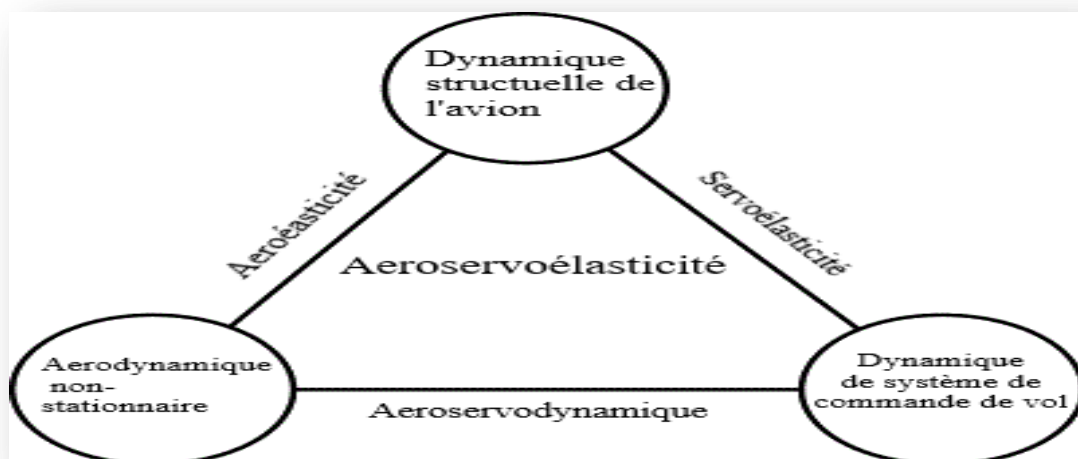 Dynamique
structuelle de
l'avion
Aeroéasticité
Servoélasticité
Aeroservoélasticité
Aerodynamique
non-
stationnaire
Dynamique
de système de
commande de vol
Aeroservodynamique